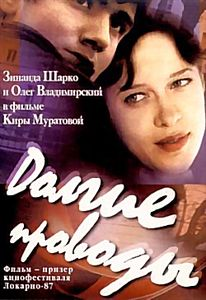 Зинаида Шарко
и Олег Владимирский
в фильме
Киры Муратовой
Долгие
проводы
Фильм – призер
кинофестиваля
Локарно-87